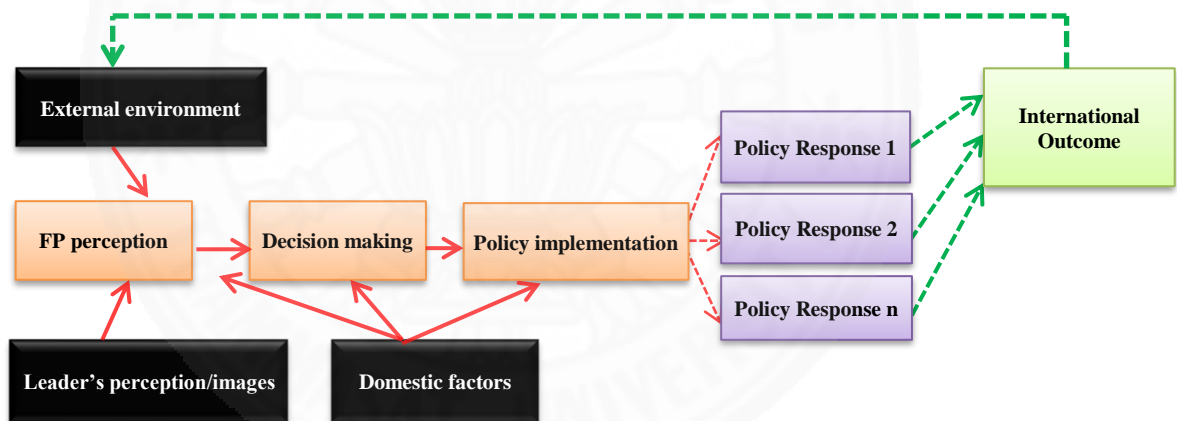 External environment
FP perception
Decision making
Policy implementation
Policy Response 1
Policy Response 2
Policy Response n
International
Outcome
Leader’s perception/images
Domestic factors